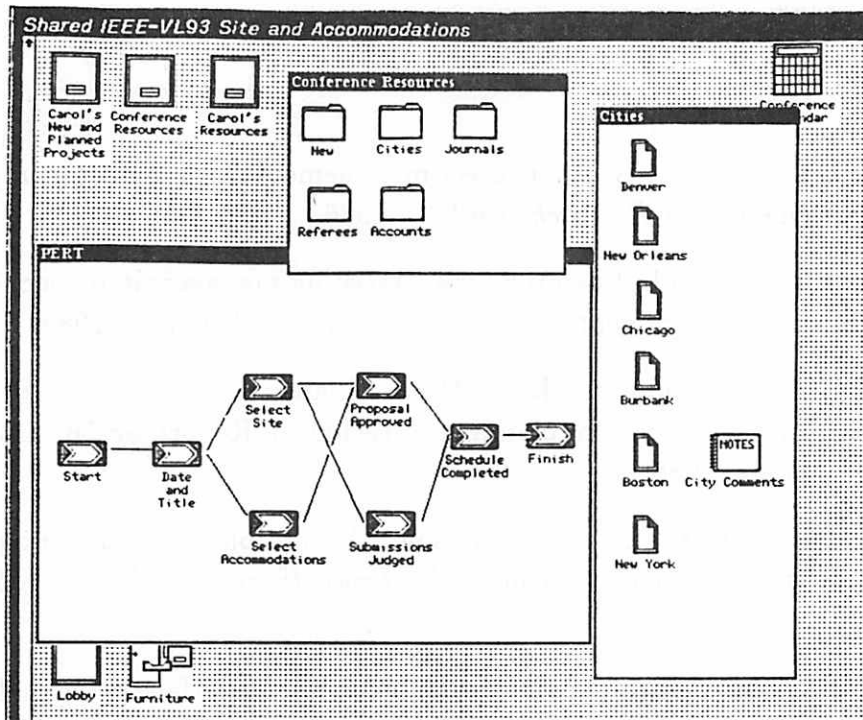 Shared IEEE-VL93 Site and Accommodations
Carol's
New and
Planned
Projects
Conference
Resources
Carol's
Resources
Conference Resources
New
Cities
Journals
Referees
Accounts
Conference
ndar
Cities
Denver
New Orleans
Chicago
Burbank
Boston
NOTES
City Comments
New York
PERT
Start
Date
and
Title
Select
Site
Proposal
Approved
Select
Accommodations
Submissions
Judged
Schedule
Completed
Finish
Lobby
Furniture